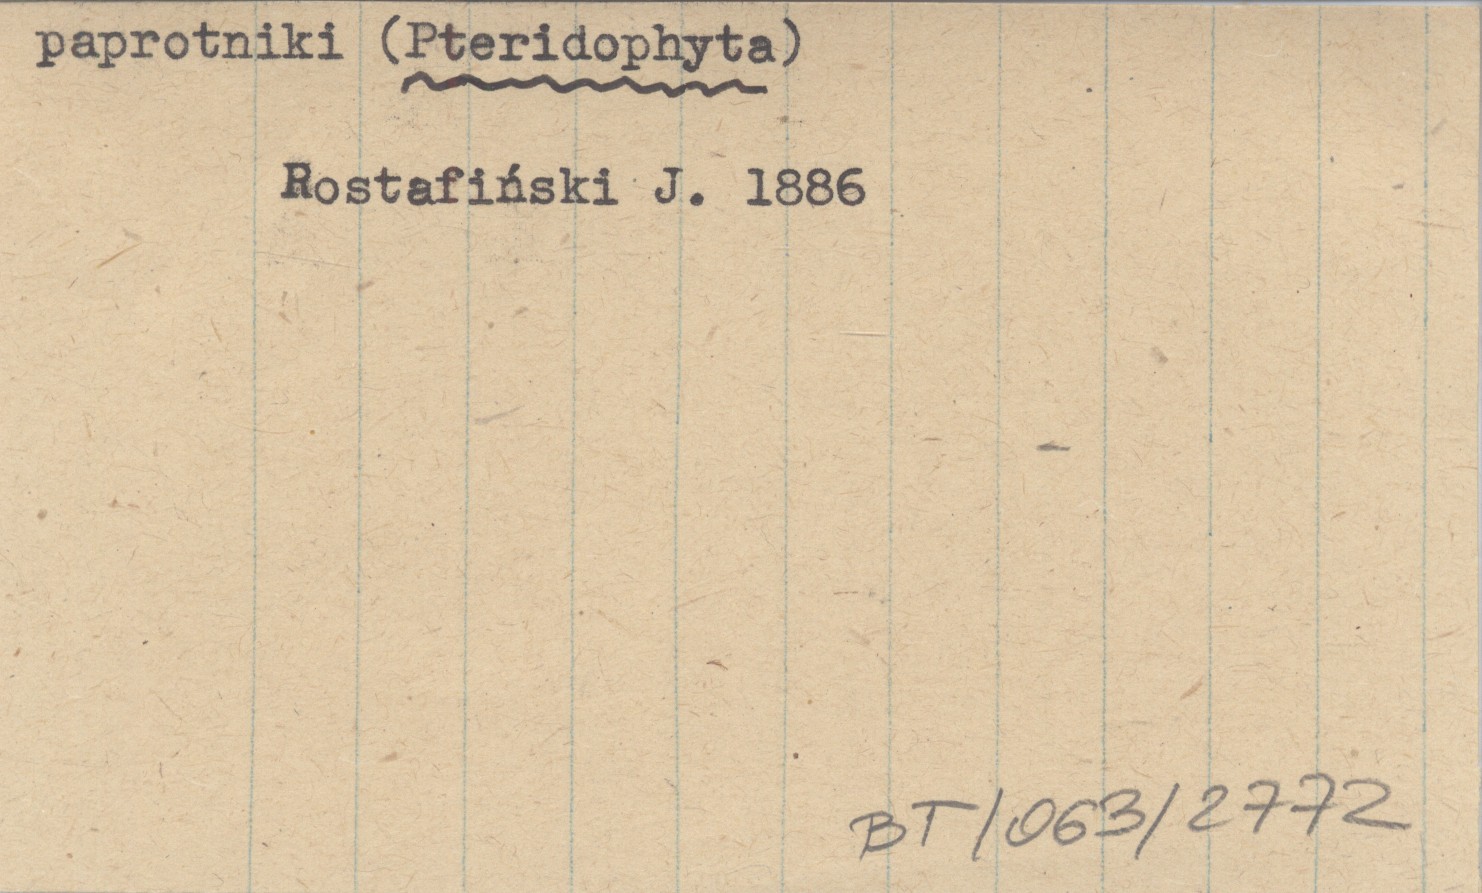 paprotniki (Pteridophyta)
Rostafiński J. 1886
BT/063/2772